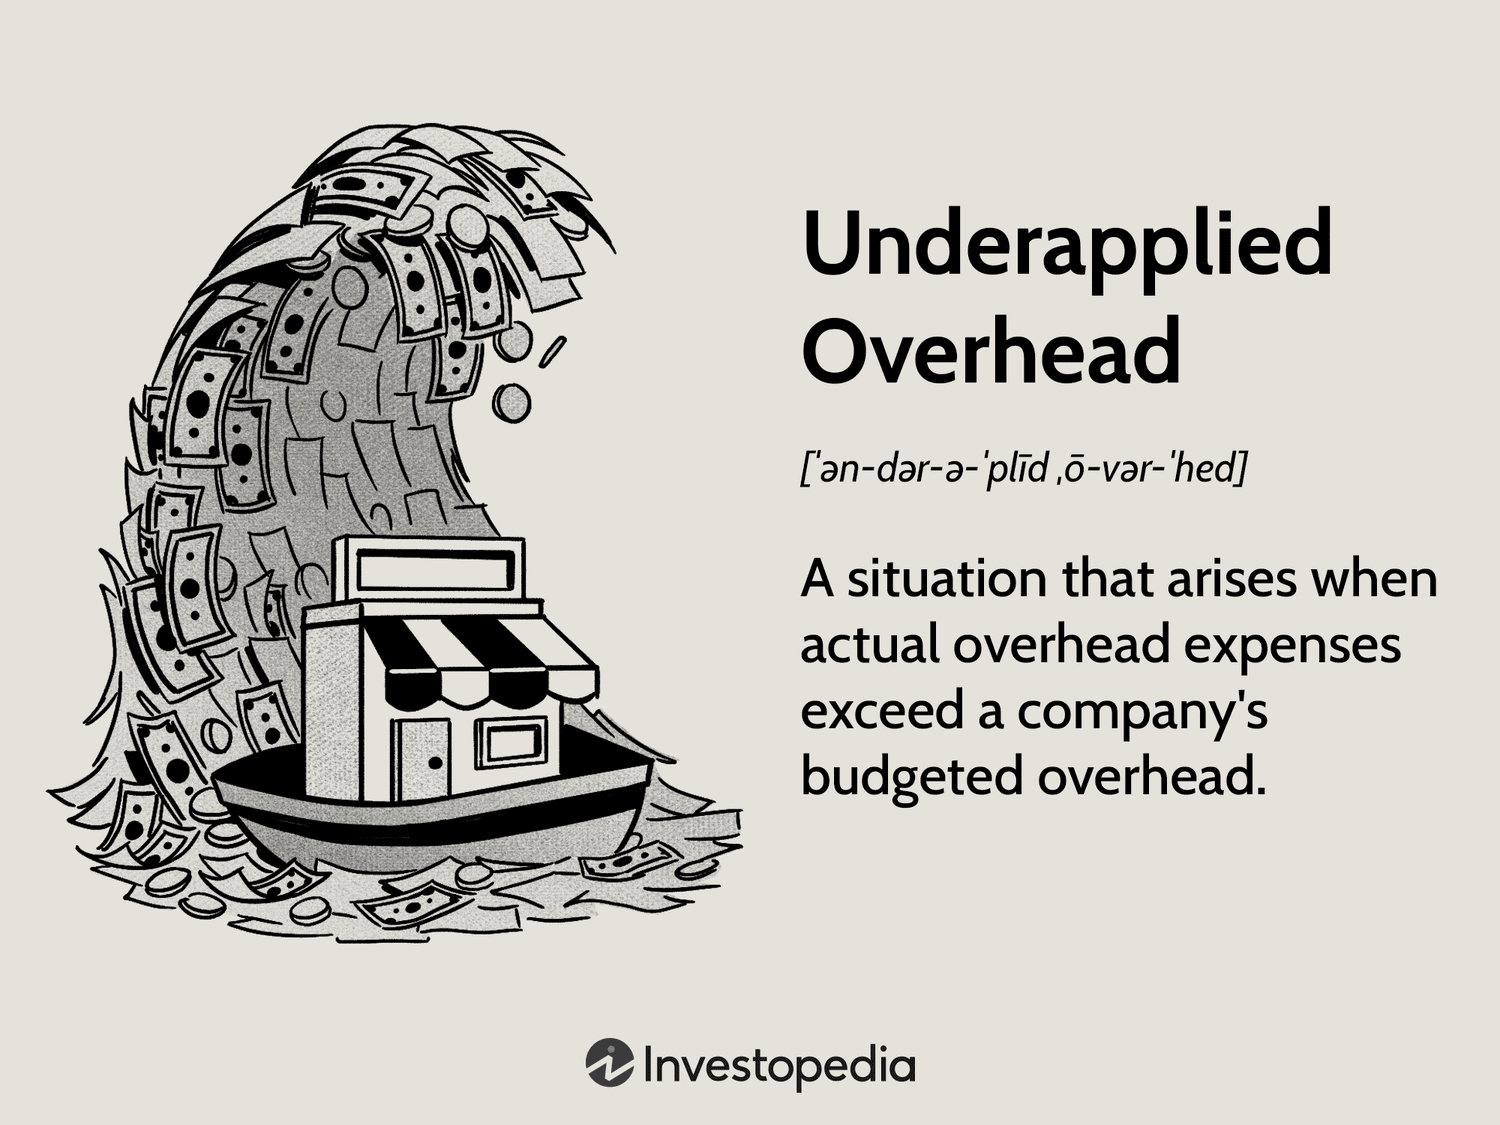 Underapplied
Overhead
[ˈən-dər-ə-ˈplīd ˌō-vər-ˈhed]
A situation that arises when
actual overhead expenses
exceed a company's
budgeted overhead.
Investopedia